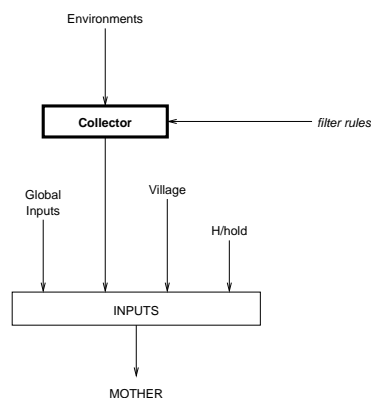 Environments
Collector
filter rules
Global
Inputs
Village
H/hold
INPUTS
MOTHER